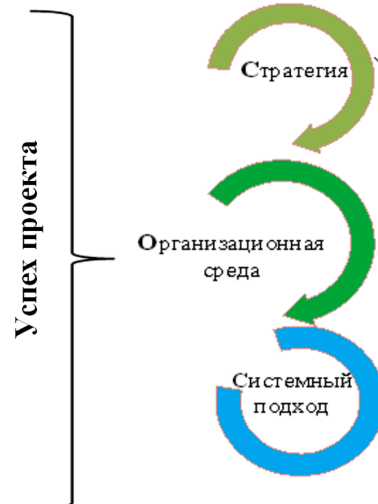 Успех проекта
Стратегия
Организационная
среда
Системный
подход